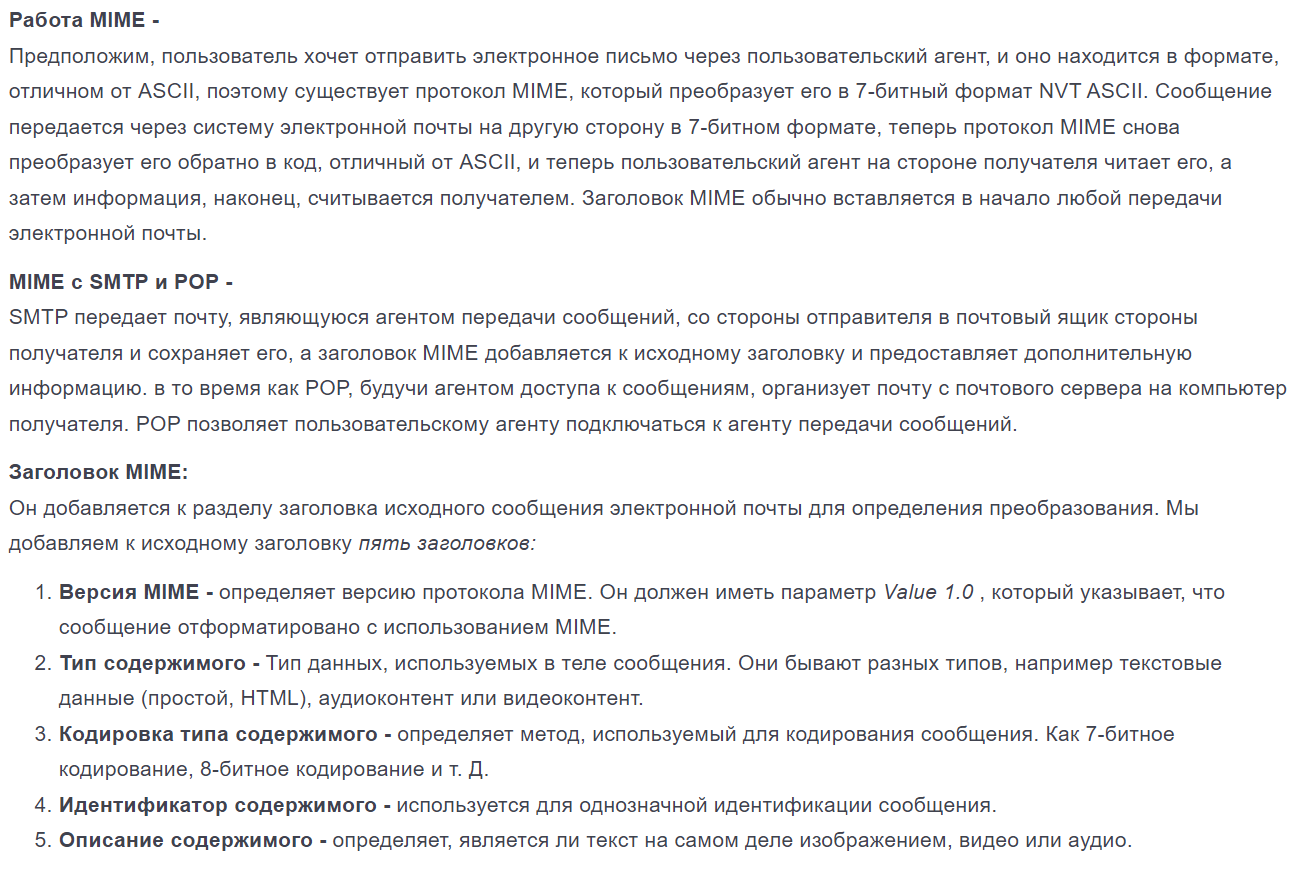 Работа MIME -
Предположим, пользователь хочет отправить электронное письмо через пользовательский агент, и оно находится в формате,
отличном от ASCII, поэтому существует протокол MIME, который преобразует его в 7-битный формат NVT ASCII. Сообщение
передается через систему электронной почты на другую сторону в 7-битном формате, теперь протокол MIME снова
преобразует его обратно в код, отличный от ASCII, и теперь пользовательский агент на стороне получателя читает его, а
затем информация, наконец, считывается получателем. Заголовок MIME обычно вставляется в начало любой передачи
электронной почты.
MIME с SMTP и POP -
SMTP передает почту, являющуюся агентом передачи сообщений, со стороны отправителя в почтовый ящик стороны
получателя и сохраняет его, а заголовок MIME добавляется к исходному заголовку и предоставляет дополнительную
информацию. в то время как POP, будучи агентом доступа к сообщениям, организует почту с почтового сервера на компьютер
получателя. POP позволяет пользовательскому агенту подключаться к агенту передачи сообщений.
Заголовок MIME:
Он добавляется к разделу заголовка исходного сообщения электронной почты для определения преобразования. Мы
добавляем к исходному заголовку пять заголовков:
1. Версия MIME - определяет версию протокола MIME. Он должен иметь параметр Value 1.0 , который указывает, что
сообщение отформатировано с использованием MIME.
2. Тип содержимого - Тип данных, используемых в теле сообщения. Они бывают разных типов, например текстовые
данные (простой, HTML), аудиоконтент или видеоконтент.
3. Кодировка типа содержимого - определяет метод, используемый для кодирования сообщения. Как 7-битное
кодирование, 8-битное кодирование и т. Д.
4. Идентификатор содержимого - используется для однозначной идентификации сообщения.
5. Описание содержимого - определяет, является ли текст на самом деле изображением, видео или аудио.